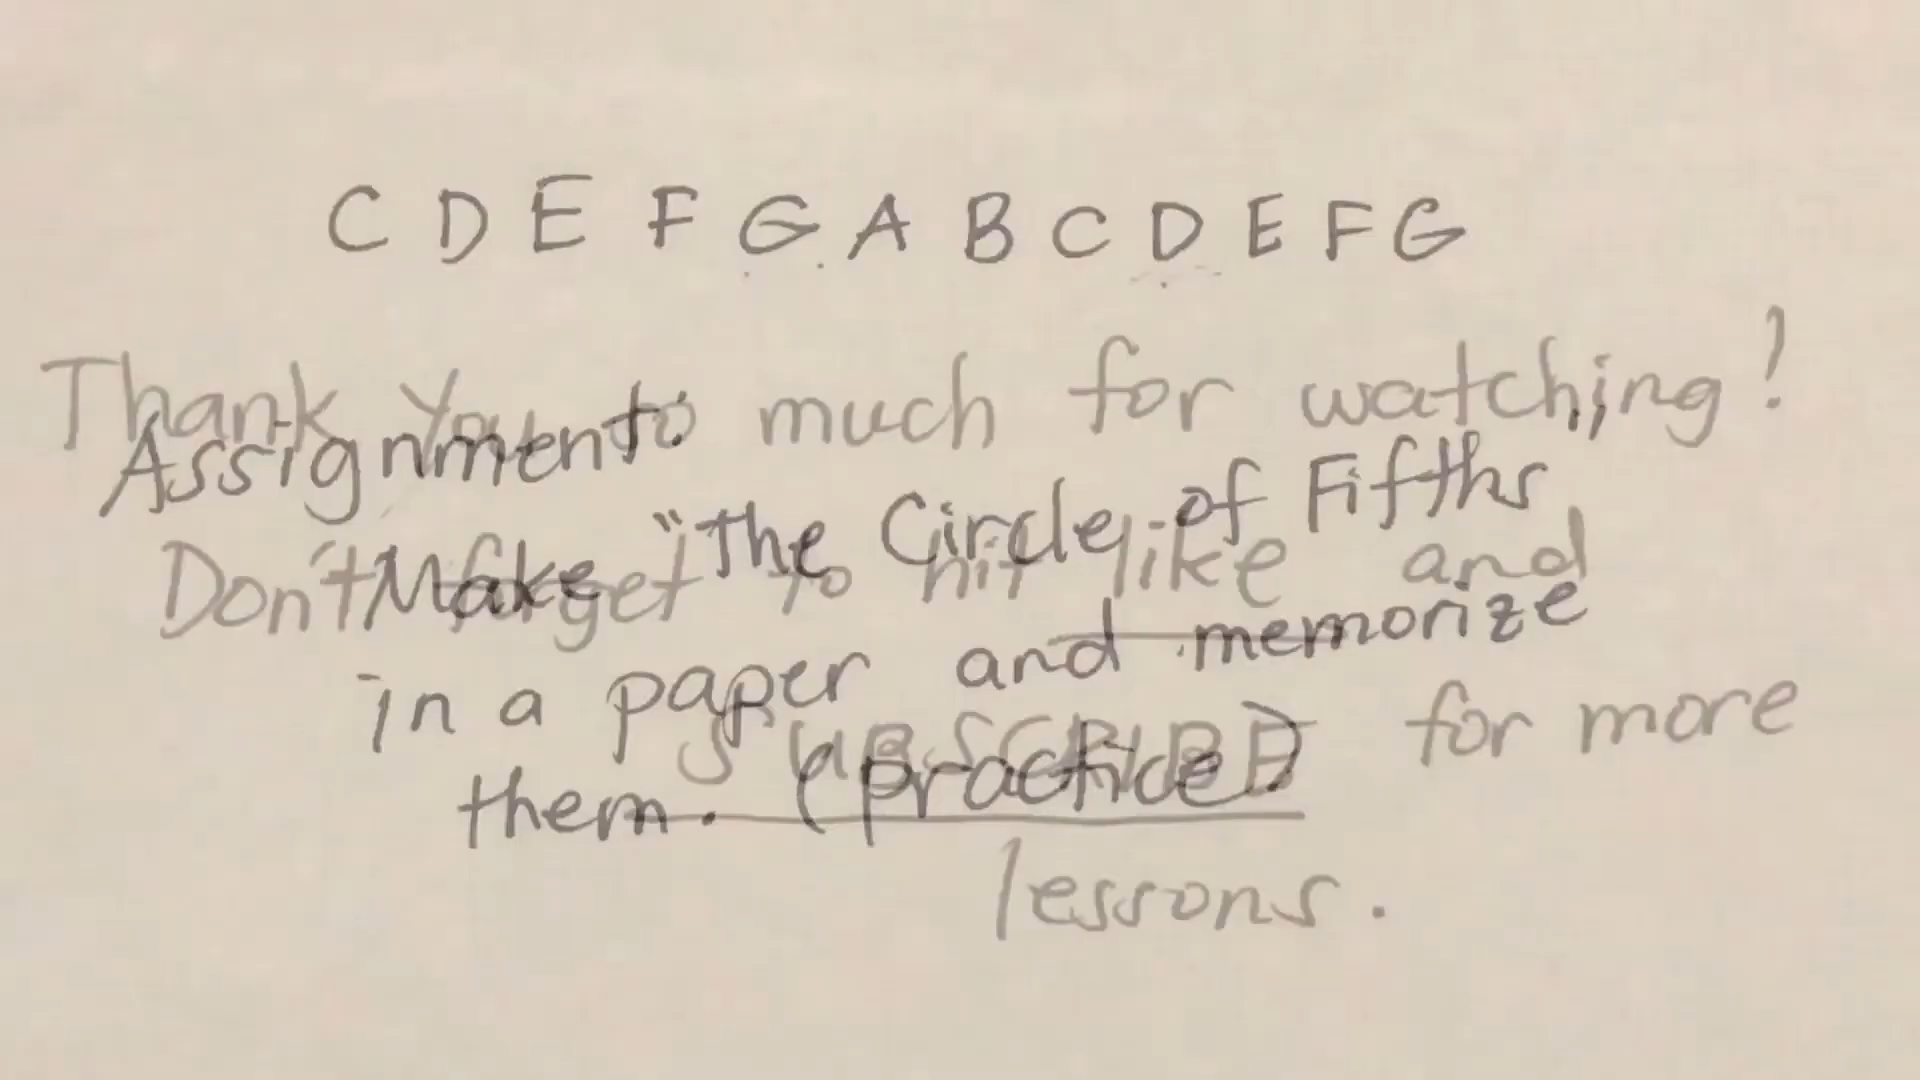 C D E F G A B C D E F G
Assignment:
Make "The Circle of Fifths
in a paper and memorize
them. (practice)
Thank You so much for watching!
Don't forget to hit like and
SUBSCRIBE for more
lessons.